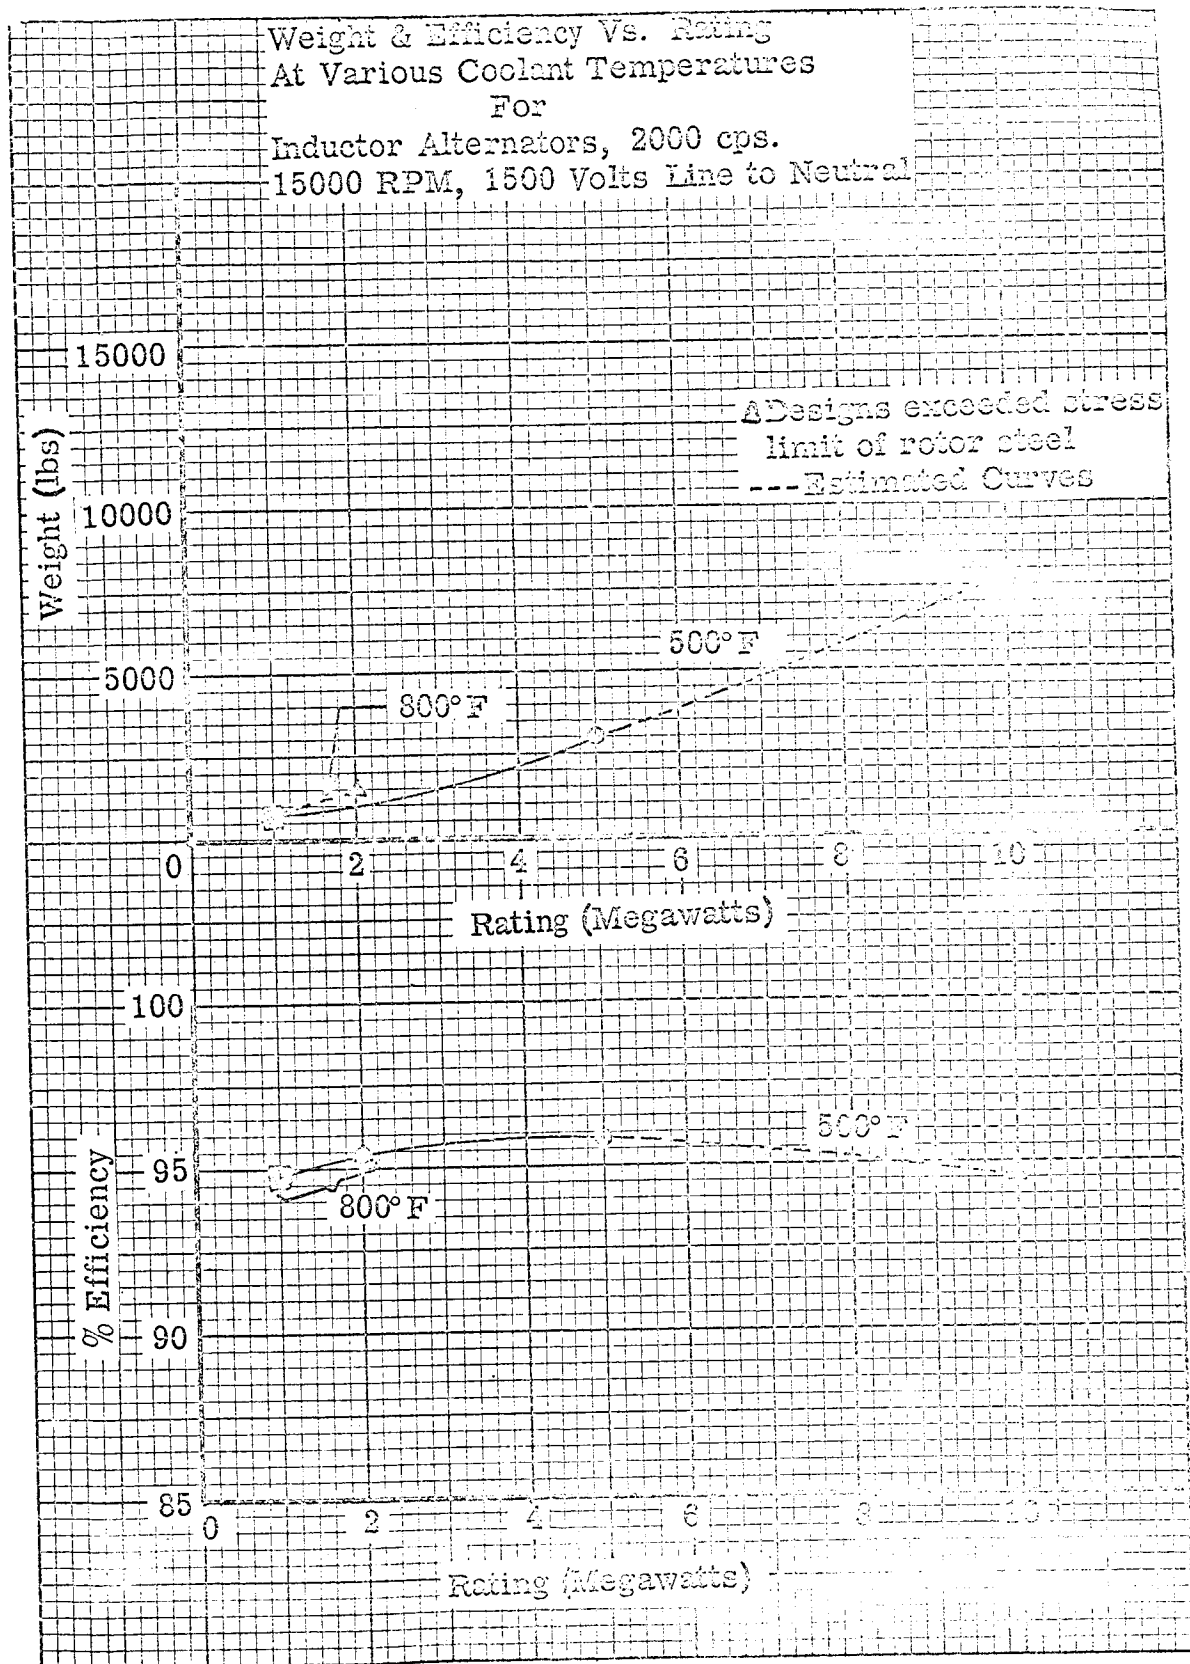 Weight & Efficiency Vs. Rating
At Various Coolant Temperatures
For
Inductor Alternators, 2000 cps.
15000 RPM, 1500 Volts Line to Neutral
15000
Δ Designs exceeded stress
limit of rotor steel
--- Estimated Curves
Weight (lbs)
10000
500°F
5000
800°F
0 2 4 6 8 10
Rating (Megawatts)
100
500°F
95
800°F
% Efficiency
90
85
0 2 4 6 8 10
Rating (Megawatts)